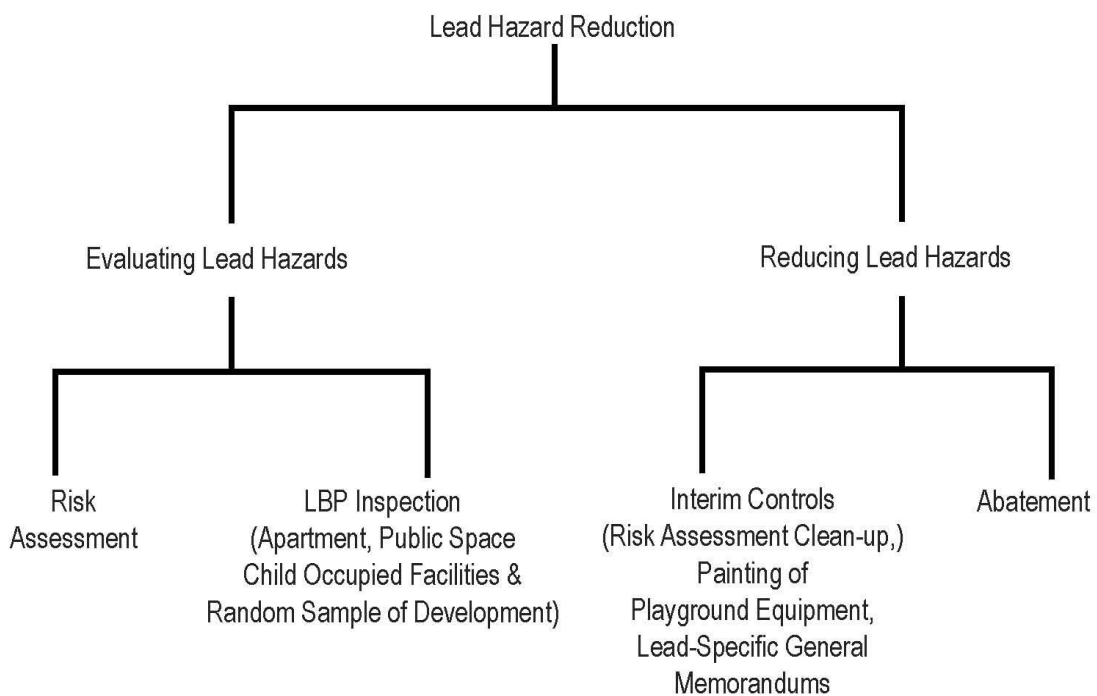 Lead Hazard Reduction
Evaluating Lead Hazards
Reducing Lead Hazards
Risk
Assessment
LBP Inspection
(Apartment, Public Space
Child Occupied Facilities &
Random Sample of Development)
Interim Controls
(Risk Assessment Clean-up,)
Painting of
Playground Equipment,
Lead-Specific General
Memorandums
Abatement